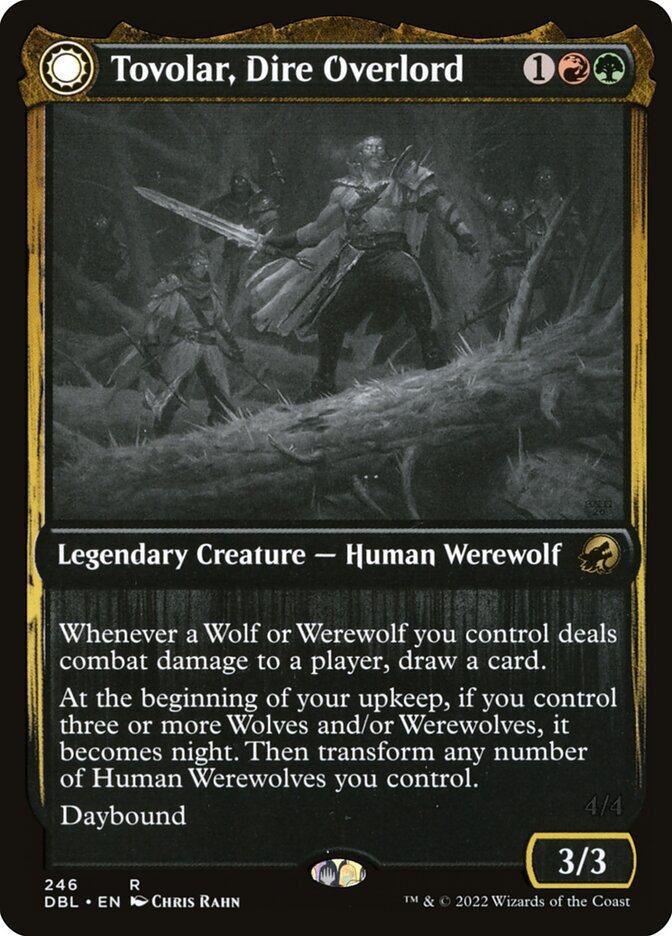 Tovolar, Dire Overlord
1
Legendary Creature — Human Werewolf
Whenever a Wolf or Werewolf you control deals
combat damage to a player, draw a card.
At the beginning of your upkeep, if you control
three or more Wolves and/or Werewolves, it
becomes night. Then transform any number
of Human Werewolves you control.
Daybound
4/4
3/3
246 R
DBL • EN Chris Rahn
™ & © 2022 Wizards of the Coast